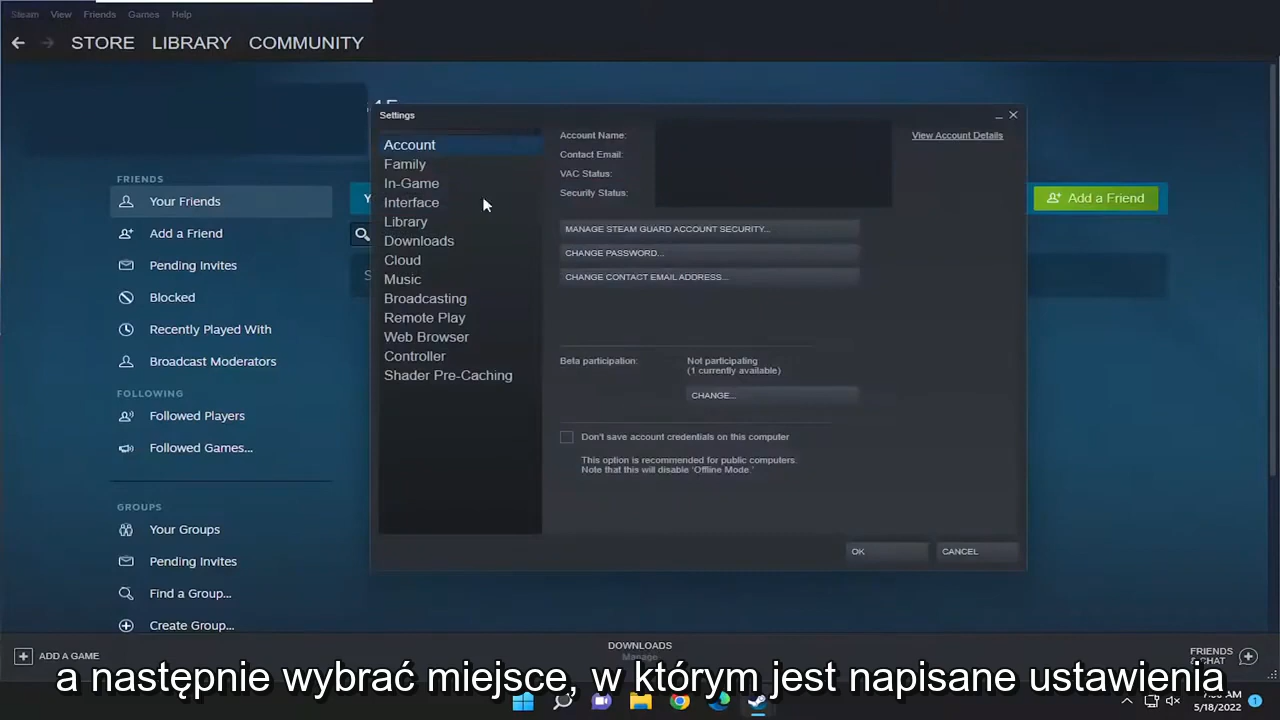 Steam View Friends Games Help
STORE LIBRARY COMMUNITY
Settings
Account
Family
In-Game
Interface
Library
Downloads
Cloud
Music
Broadcasting
Remote Play
Web Browser
Controller
Shader Pre-Caching
Account Name:
Contact Email:
VAC Status:
Security Status:
View Account Details
MANAGE STEAM GUARD ACCOUNT SECURITY...
CHANGE PASSWORD...
CHANGE CONTACT EMAIL ADDRESS...
Beta participation: Not participating
(1 currently available)
CHANGE...
Don't save account credentials on this computer
This option is recommended for public computers.
Note that this will disable 'Offline Mode.'
OK CANCEL
FRIENDS
Your Friends
Add a Friend
Pending Invites
Blocked
Recently Played With
Broadcast Moderators
FOLLOWING
Followed Players
Followed Games...
GROUPS
Your Groups
Pending Invites
Find a Group...
Create Group...
Add a Friend
ADD A GAME
DOWNLOADS
Manage
FRIENDS
& CHAT
a następnie wybrać miejsce, w którym jest napisane ustawienia
5/18/2022
1